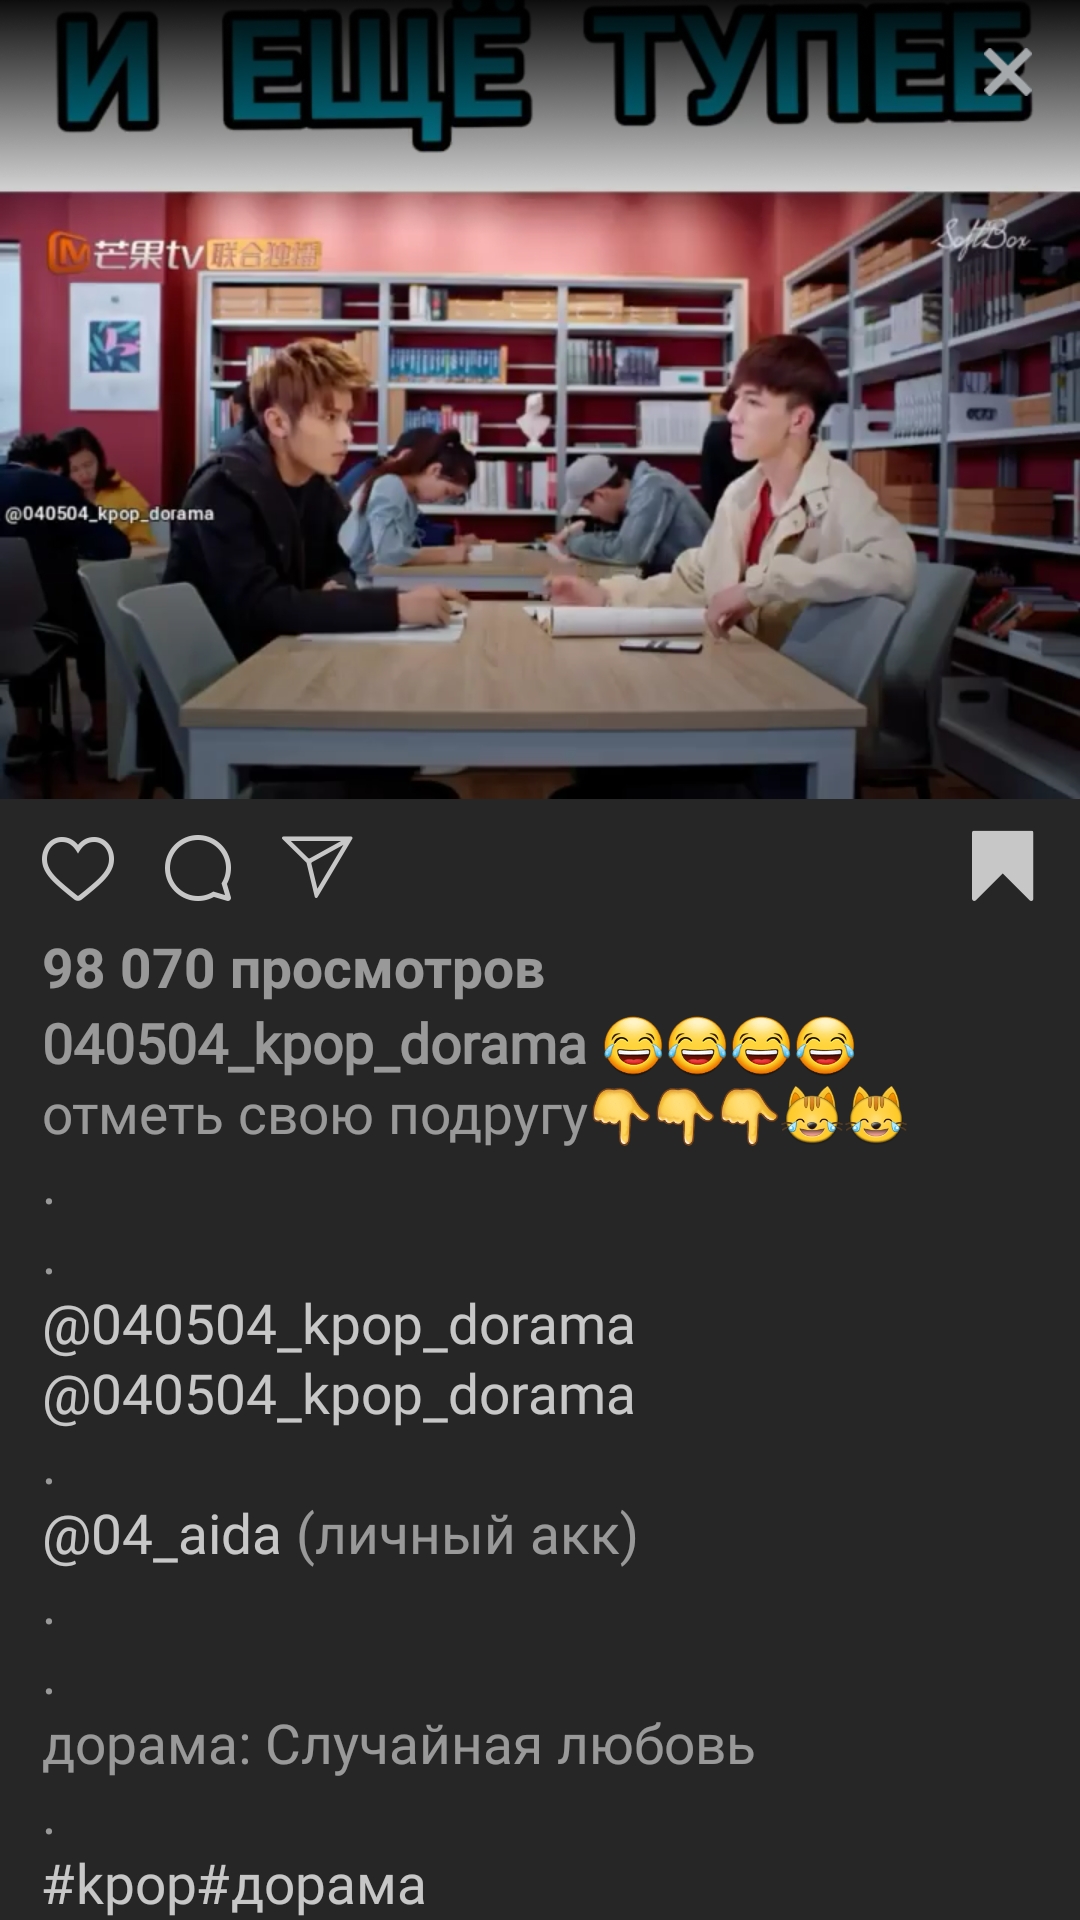 И ЕЩЁ ТУПЕЕ
芒果tv 联合独播
SoftBox
@040504_kpop_dorama
98 070 просмотров
040504_kpop_dorama 😂😂😂😂
отметь свою подругу👇👇👇😹😹
.
.
@040504_kpop_dorama
@040504_kpop_dorama
.
@04_aida (личный акк)
.
.
дорама: Случайная любовь
.
#kpop#дорама